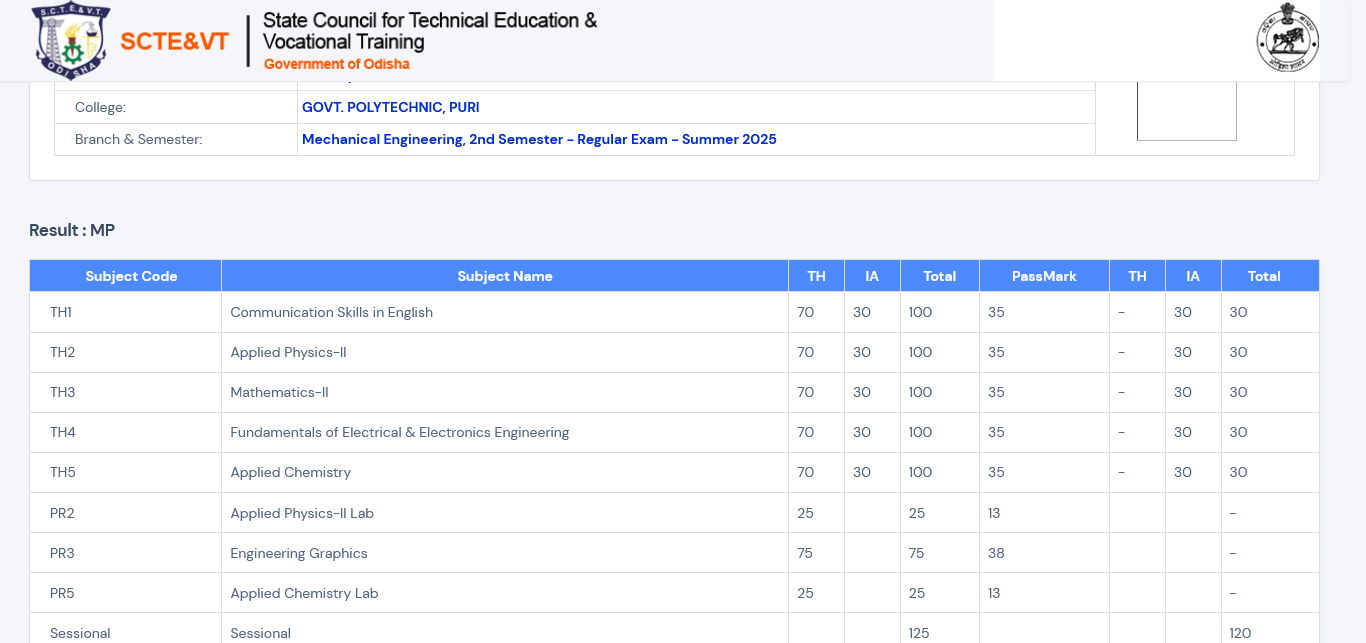 S.C.T.E.&V.T.
ODISHA
SCTE&VT
State Council for Technical Education &
Vocational Training
Government of Odisha
College: GOVT. POLYTECHNIC, PURI
Branch & Semester: Mechanical Engineering, 2nd Semester - Regular Exam - Summer 2025
Result : MP
Subject Code Subject Name TH IA Total PassMark TH IA Total
TH1 Communication Skills in English 70 30 100 35 - 30 30
TH2 Applied Physics-II 70 30 100 35 - 30 30
TH3 Mathematics-II 70 30 100 35 - 30 30
TH4 Fundamentals of Electrical & Electronics Engineering 70 30 100 35 - 30 30
TH5 Applied Chemistry 70 30 100 35 - 30 30
PR2 Applied Physics-II Lab 25 25 13 -
PR3 Engineering Graphics 75 75 38 -
PR5 Applied Chemistry Lab 25 25 13 -
Sessional Sessional 125 120